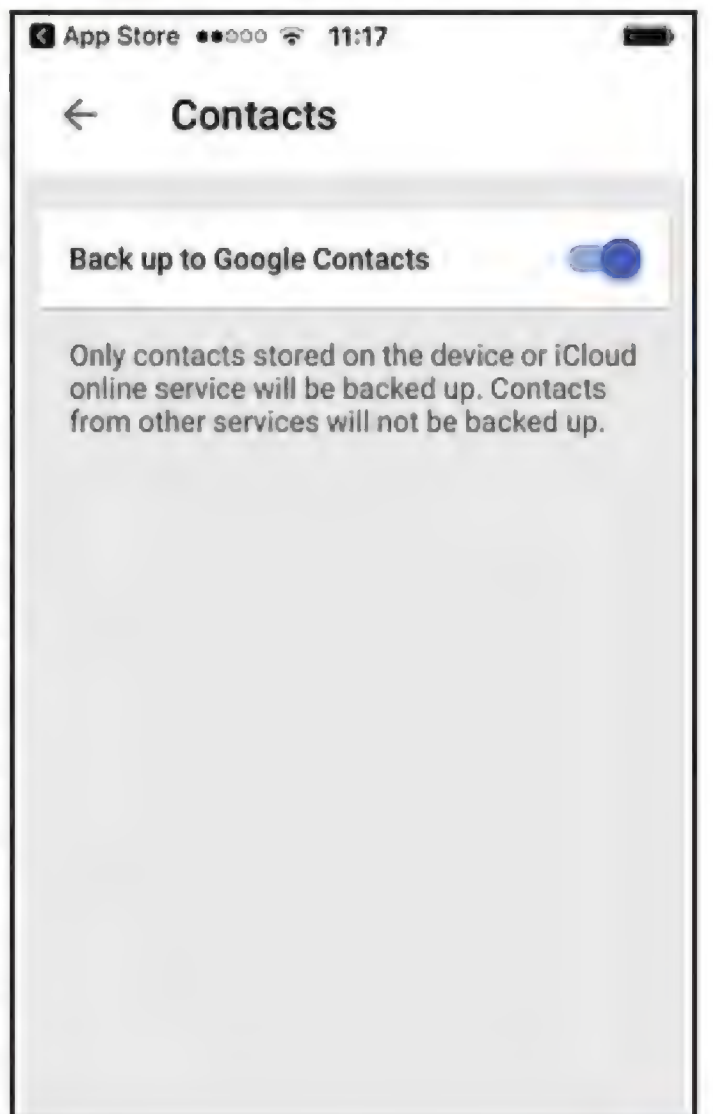 App Store 11:17
Contacts
Back up to Google Contacts
Only contacts stored on the device or iCloud
online service will be backed up. Contacts
from other services will not be backed up.